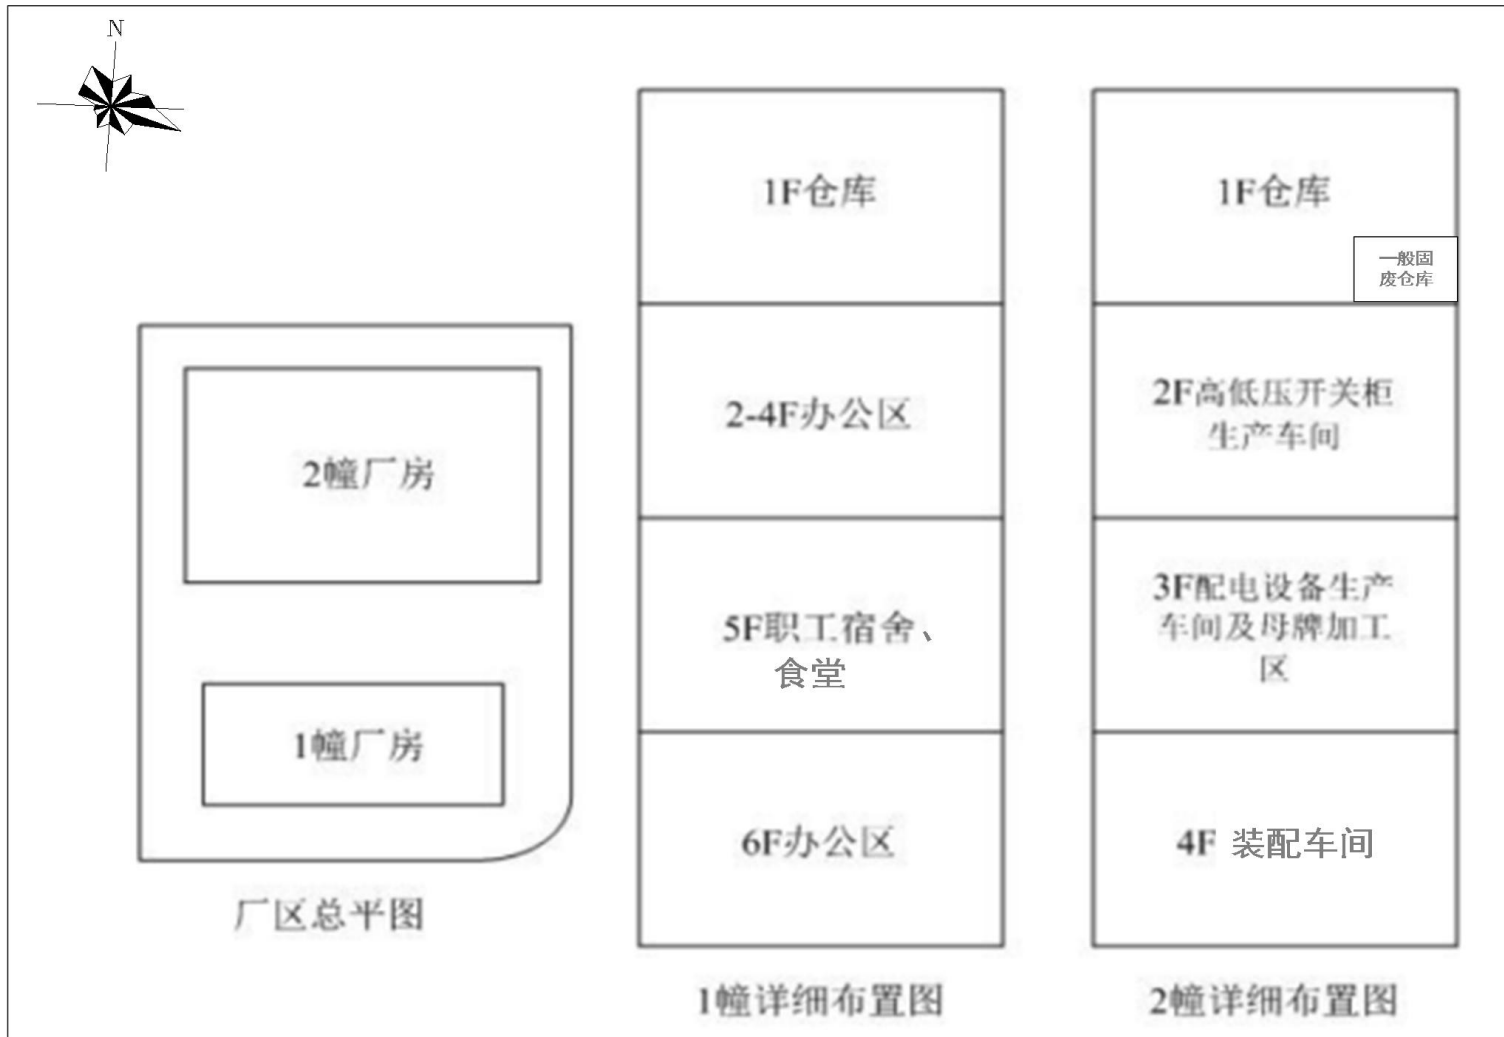 N
2幢厂房
1幢厂房
厂区总平图
1F仓库
2-4F办公区
5F职工宿舍、
食堂
6F办公区
1幢详细布置图
1F仓库
一般固
废仓库
2F高低压开关柜
生产车间
3F配电设备生产
车间及母牌加工
区
4F 装配车间
2幢详细布置图